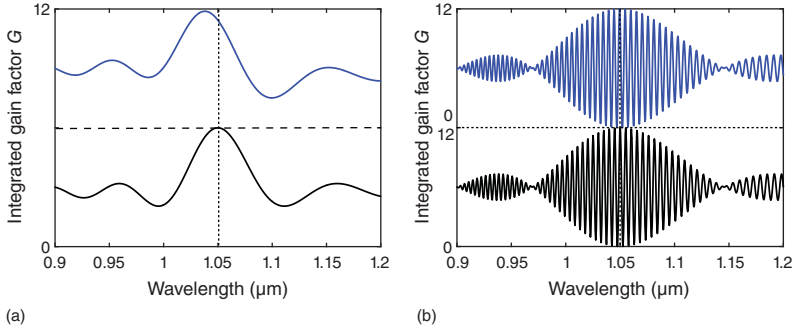 12
Integrated gain factor G
0
0.9 0.95 1 1.05 1.1 1.15 1.2
Wavelength (µm)
(a)
12
Integrated gain factor G
0
12
0
0.9 0.95 1 1.05 1.1 1.15 1.2
Wavelength (µm)
(b)